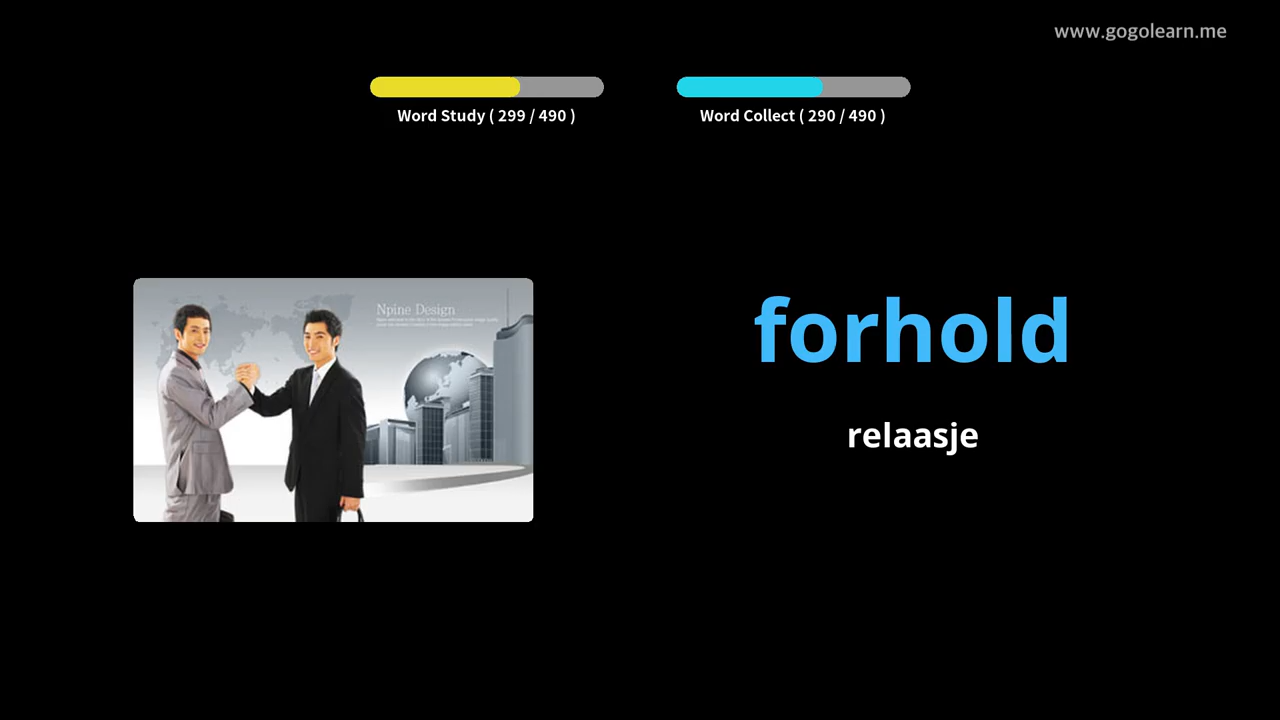 www.gogolearn.me
Word Study ( 299 / 490 )
Word Collect ( 290 / 490 )
Npine Design
forhold
relaasje